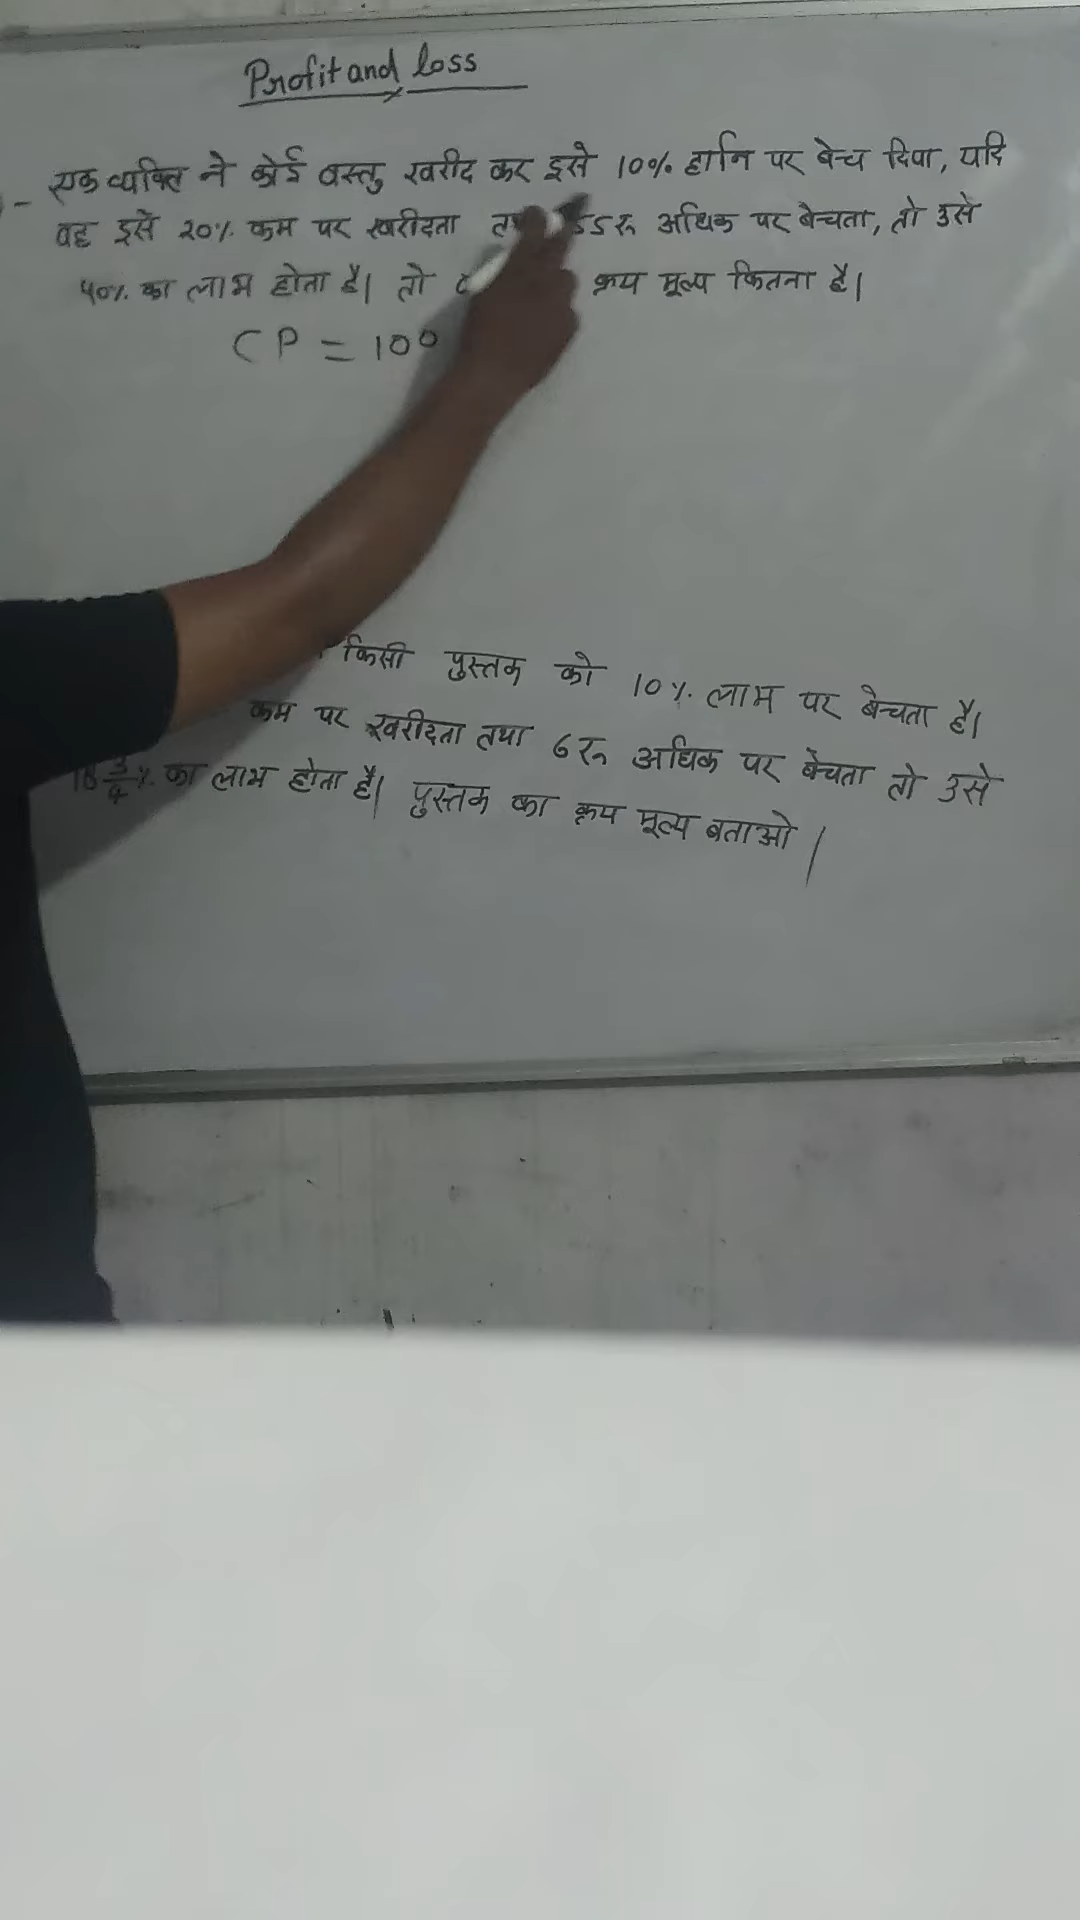 Profit and loss
एक व्यक्ति ने कोई वस्तु खरीद कर इसे 10% हानि पर बेच दिया, यदि
वह इसे 20% कम पर खरीदता 55 रू अधिक पर बेचता, तो उसे
40% का लाभ होता है। तो क्रय मूल्य कितना है।
CP = 100
किसी पुस्तक को 10% लाभ पर बेचता है।
कम पर खरीदता तथा 6 रू अधिक पर बेचता तो उसे
18 3/4 % का लाभ होता है। पुस्तक का क्रय मूल्य बताओ |